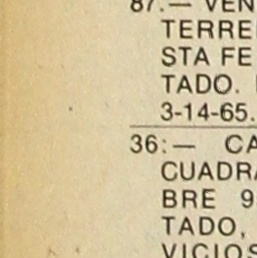 87.— VEN
TERRE
STA FE
TADO.
3-14-65.
36:— CA
CUADRA
BRE 9
TADO,
VICIOS